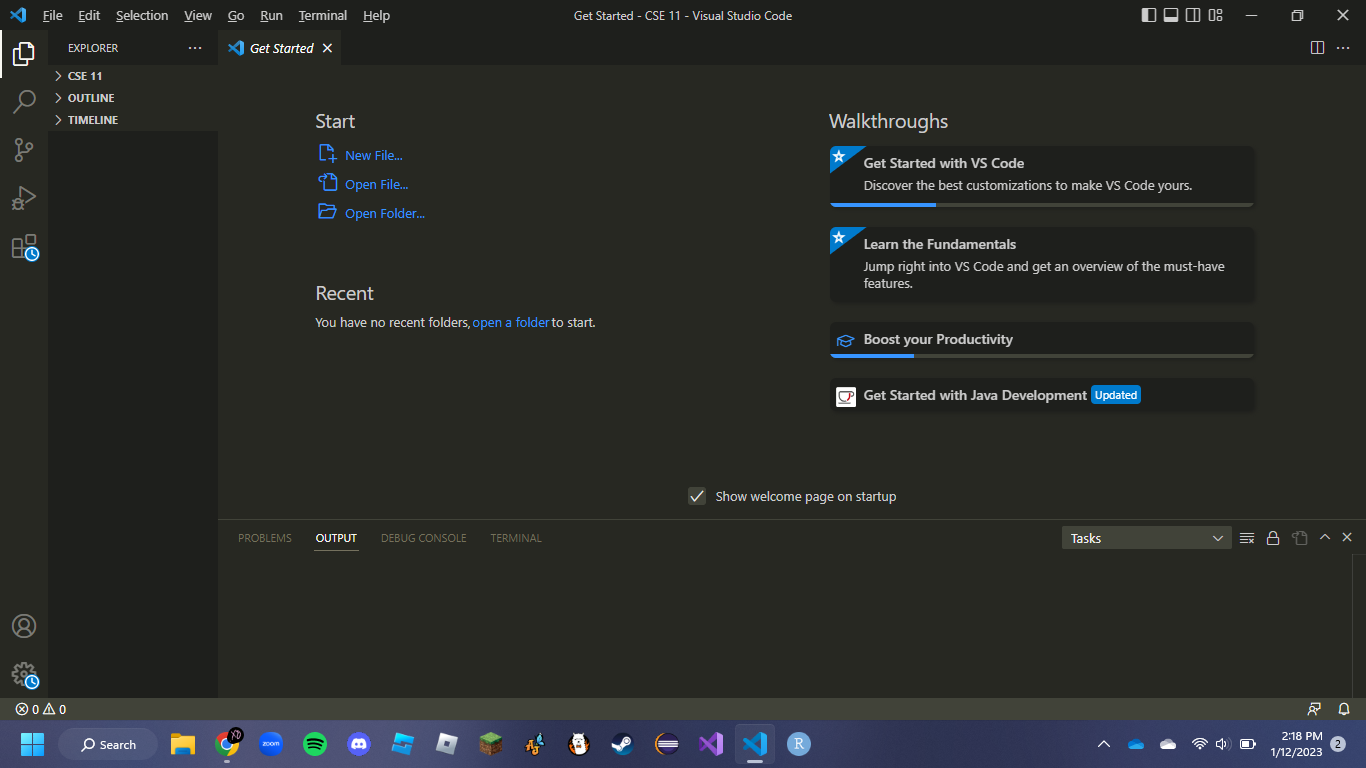 File Edit Selection View Go Run Terminal Help
Get Started - CSE 11 - Visual Studio Code
EXPLORER
Get Started
CSE 11
OUTLINE
TIMELINE
Start
New File...
Open File...
Open Folder...
Recent
You have no recent folders, open a folder to start.
Walkthroughs
Get Started with VS Code
Discover the best customizations to make VS Code yours.
Learn the Fundamentals
Jump right into VS Code and get an overview of the must-have
features.
Boost your Productivity
Get Started with Java Development Updated
Show welcome page on startup
PROBLEMS OUTPUT DEBUG CONSOLE TERMINAL
Tasks
0 0
Search
XD
zoom
R
2:18 PM
1/12/2023
2